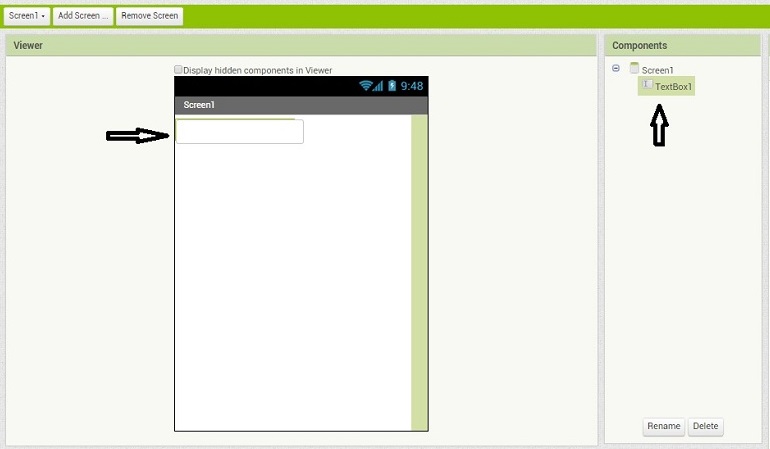 Screen1 Add Screen ... Remove Screen
Viewer
Display hidden components in Viewer
9:48
Screen1
Components
Screen1
TextBox1
Rename Delete